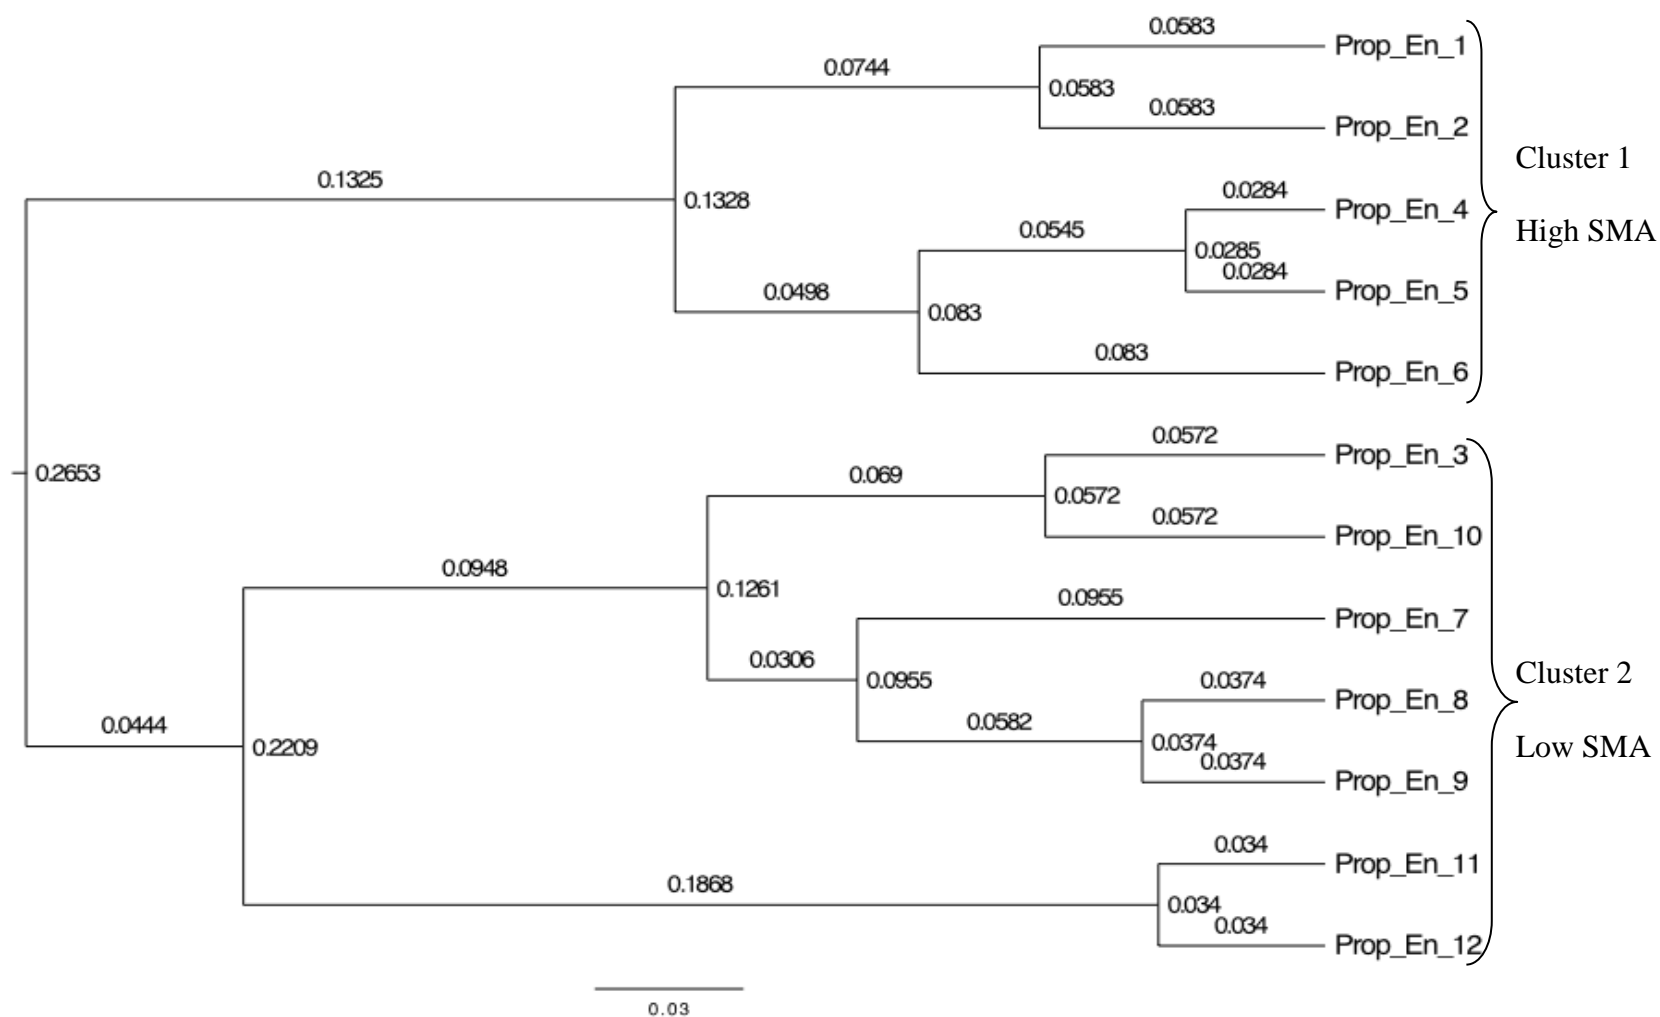 0.0583
Prop_En_1
0.0744
0.0583
0.0583
Prop_En_2
Cluster 1
0.1325
0.1328
0.0284
Prop_En_4
0.0545
High SMA
0.0285
0.0284
Prop_En_5
0.0498
0.083
0.083
Prop_En_6
0.0572
Prop_En_3
0.2653
0.069
0.0572
0.0572
Prop_En_10
0.0948
0.1261
0.0955
Prop_En_7
0.0306
0.0955
Cluster 2
0.0374
Prop_En_8
0.0444
0.0582
0.2209
0.0374
0.0374
Low SMA
Prop_En_9
0.034
Prop_En_11
0.1868
0.034
0.034
Prop_En_12
0.03